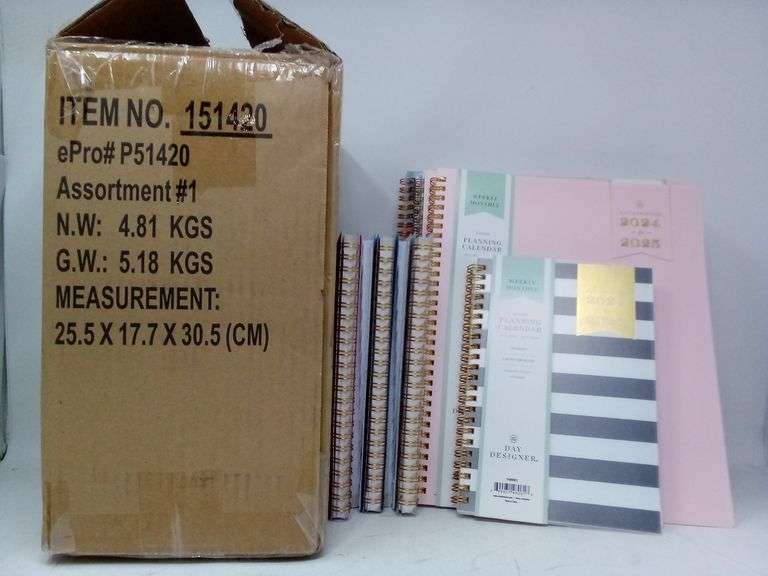 ITEM NO. 151420
ePro# P51420
Assortment #1
N.W: 4.81 KGS
G.W.: 5.18 KGS
MEASUREMENT:
25.5 X 17.7 X 30.5 (CM)
WEEKLY
MONTHLY
PLANNING
CALENDAR
2024
2025
WEEKLY
MONTHLY
PLANNING
CALENDAR
DAY
DESIGNER.